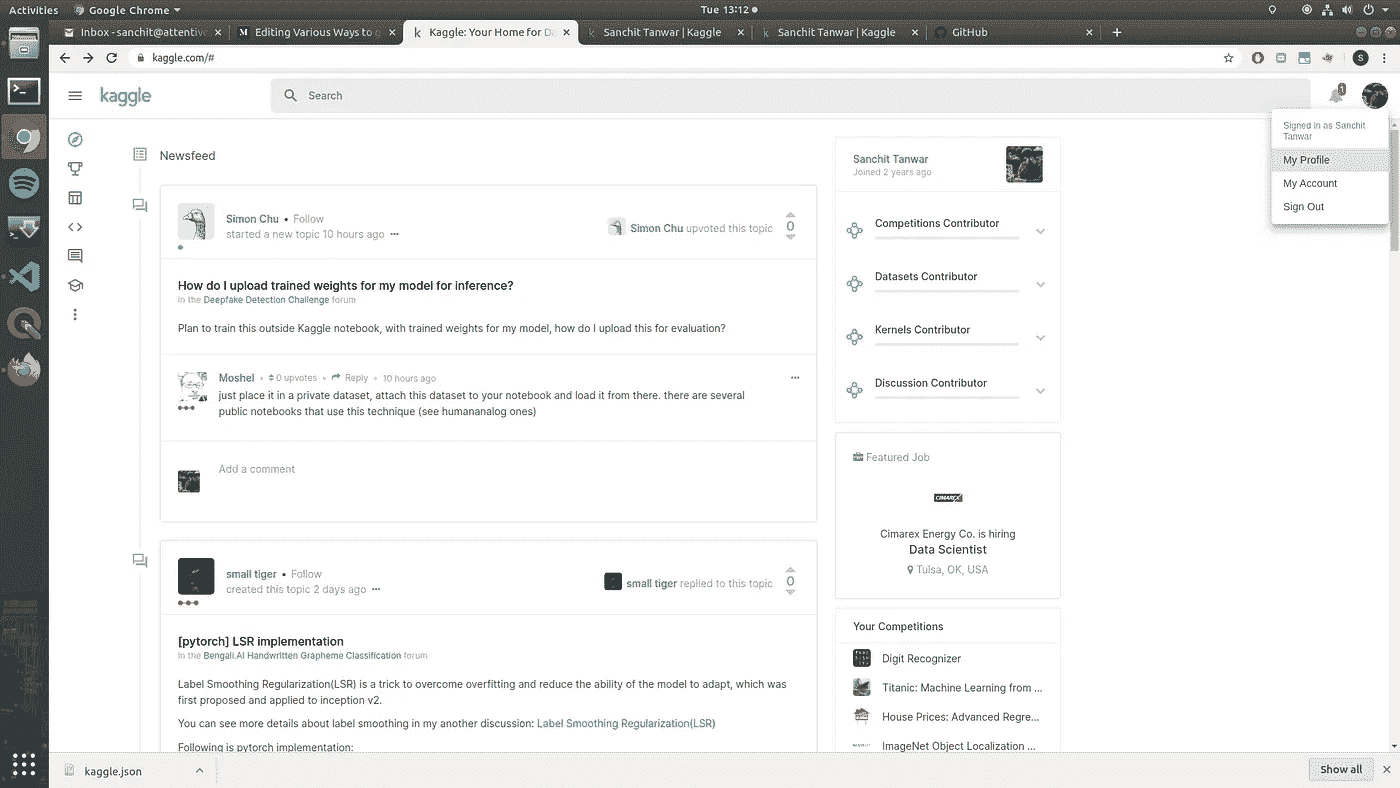 Activities Google Chrome Tue 13:12
Inbox - sanchit@attentive Editing Various Ways to g Kaggle: Your Home for Da Sanchit Tanwar | Kaggle Sanchit Tanwar | Kaggle GitHub
kaggle.com/#
S
kaggle
Search
1
Signed in as Sanchit
Tanwar
My Profile
My Account
Sign Out
Newsfeed
Simon Chu • Follow
started a new topic 10 hours ago
Simon Chu upvoted this topic
0
How do I upload trained weights for my model for inference?
in the Deepfake Detection Challenge forum
Plan to train this outside Kaggle notebook, with trained weights for my model, how do I upload this for evaluation?
Moshel • 0 upvotes • Reply • 10 hours ago
just place it in a private dataset, attach this dataset to your notebook and load it from there. there are several
public notebooks that use this technique (see humananalog ones)
Add a comment
small tiger • Follow
created this topic 2 days ago
small tiger replied to this topic
0
[pytorch] LSR implementation
in the Bengali.AI Handwritten Grapheme Classification forum
Label Smoothing Regularization(LSR) is a trick to overcome overfitting and reduce the ability of the model to adapt, which was
first proposed and applied to inception v2.
You can see more details about label smoothing in my another discussion: Label Smoothing Regularization(LSR)
Following is pytorch implementation:
Sanchit Tanwar
Joined 2 years ago
Competitions Contributor
Datasets Contributor
Kernels Contributor
Discussion Contributor
Featured Job
CIMAREX
Cimarex Energy Co. is hiring
Data Scientist
Tulsa, OK, USA
Your Competitions
Digit Recognizer
Titanic: Machine Learning from ...
House Prices: Advanced Regre...
ImageNet Object Localization ...
kaggle.json
Show all